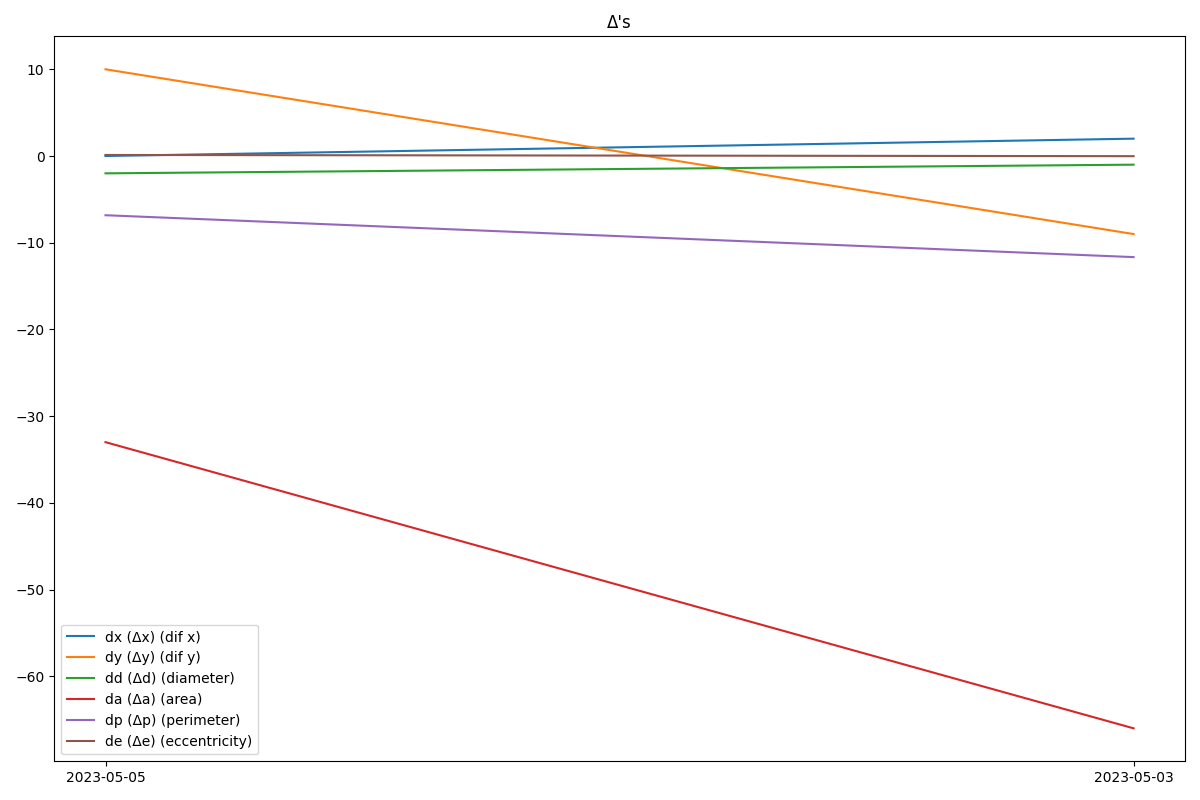 Δ's
10
0
−10
−20
−30
−40
−50
−60
dx (Δx) (dif x)
dy (Δy) (dif y)
dd (Δd) (diameter)
da (Δa) (area)
dp (Δp) (perimeter)
de (Δe) (eccentricity)
2023-05-05
2023-05-03